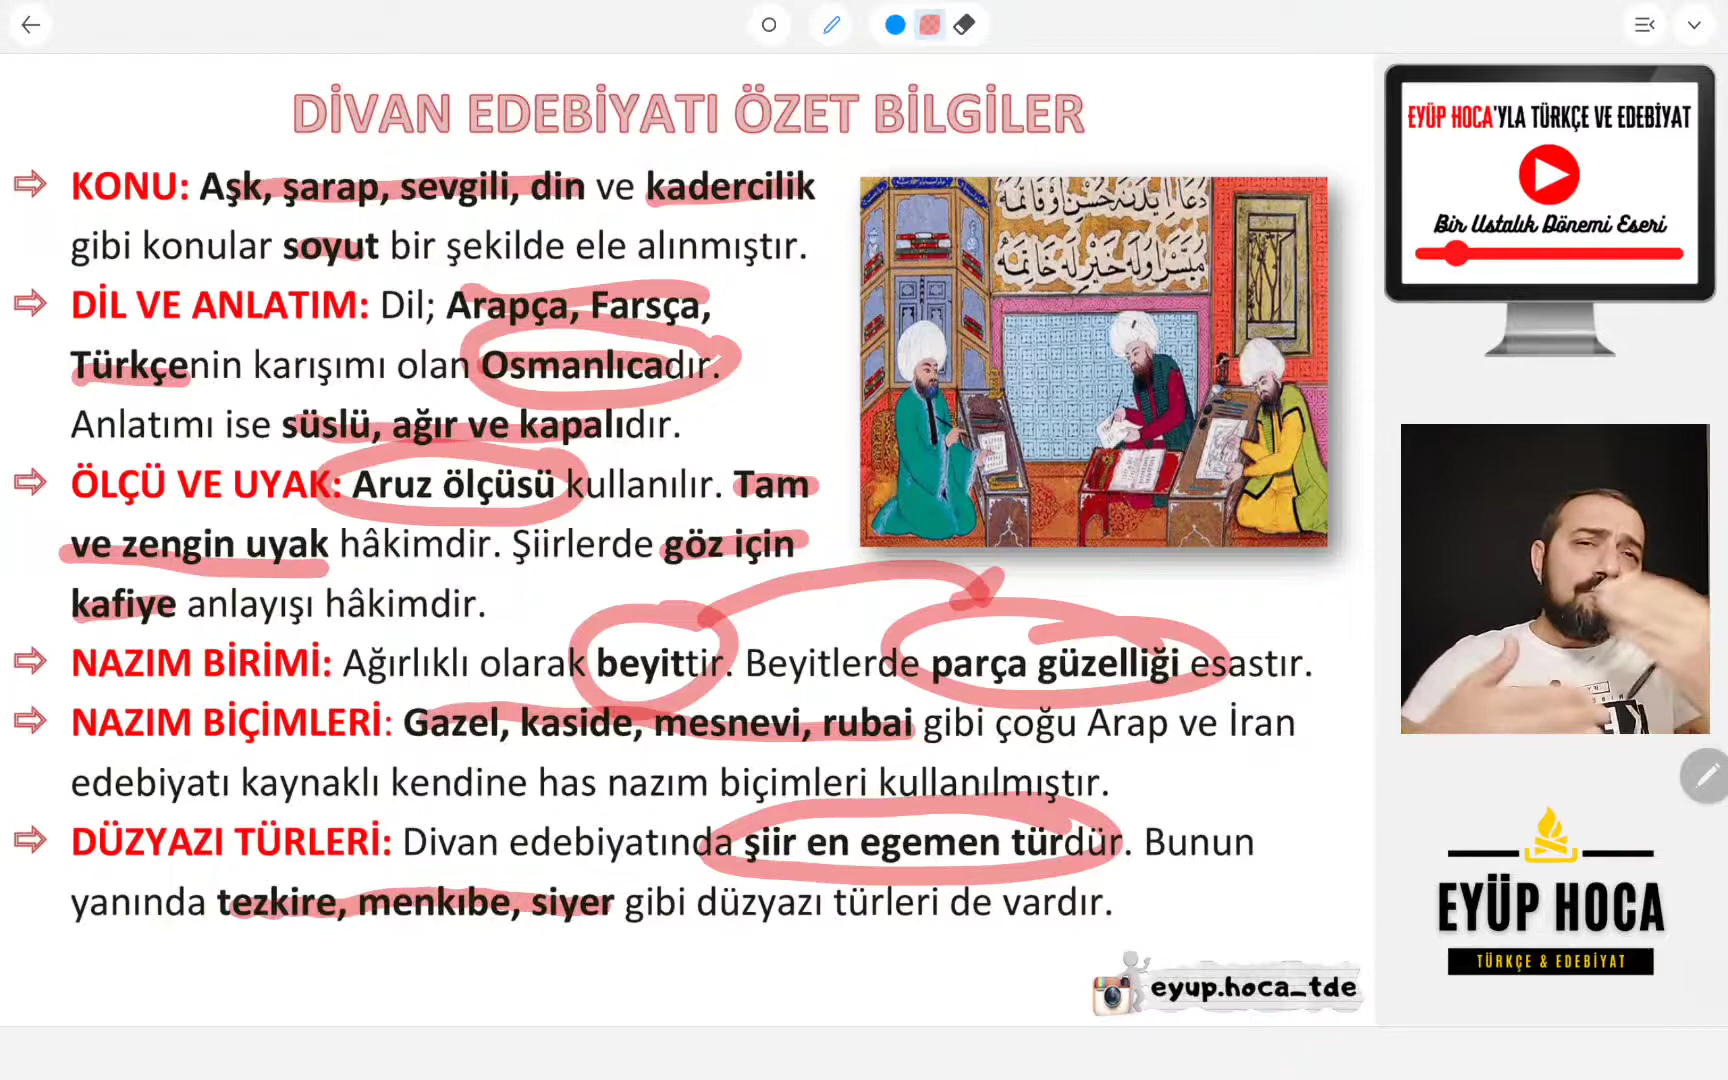 DİVAN EDEBİYATI ÖZET BİLGİLER
KONU: Aşk, şarap, sevgili, din ve kadercilik
gibi konular soyut bir şekilde ele alınmıştır.
DİL VE ANLATIM: Dil; Arapça, Farsça,
Türkçenin karışımı olan Osmanlıcadır.
Anlatımı ise süslü, ağır ve kapalıdır.
ÖLÇÜ VE UYAK: Aruz ölçüsü kullanılır. Tam
ve zengin uyak hâkimdir. Şiirlerde göz için
kafiye anlayışı hâkimdir.
NAZIM BİRİMİ: Ağırlıklı olarak beyittir. Beyitlerde parça güzelliği esastır.
NAZIM BİÇİMLERİ: Gazel, kaside, mesnevi, rubai gibi çoğu Arap ve İran
edebiyatı kaynaklı kendine has nazım biçimleri kullanılmıştır.
DÜZYAZI TÜRLERİ: Divan edebiyatında şiir en egemen türdür. Bunun
yanında tezkire, menkıbe, siyer gibi düzyazı türleri de vardır.
eyup.hoca_tde
EYÜP HOCA'YLA TÜRKÇE VE EDEBİYAT
Bir Ustalık Dönemi Eseri
EYÜP HOCA
TÜRKÇE & EDEBİYAT